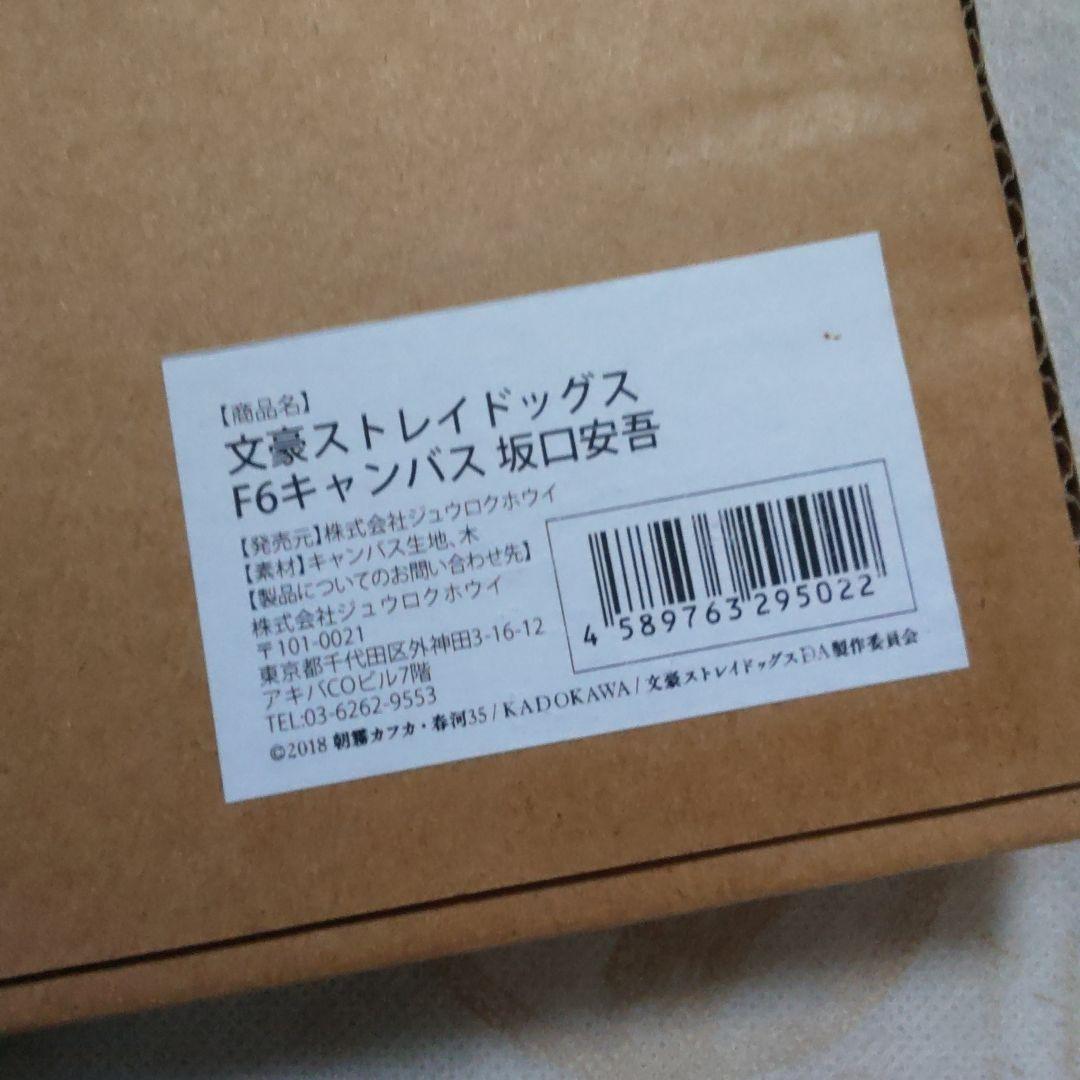 【商品名】
文豪ストレイドッグス
F6キャンバス 坂口安吾
【発売元】株式会社ジュウロクホウイ
【素材】キャンバス生地、木
【製品についてのお問い合わせ先】
株式会社ジュウロクホウイ
〒101-0021
東京都千代田区外神田3-16-12
アキバCOビル7階
TEL:03-6262-9553
©2018 朝霧カフカ・春河35/KADOKAWA/文豪ストレイドッグスDA製作委員会
4 589763 295022